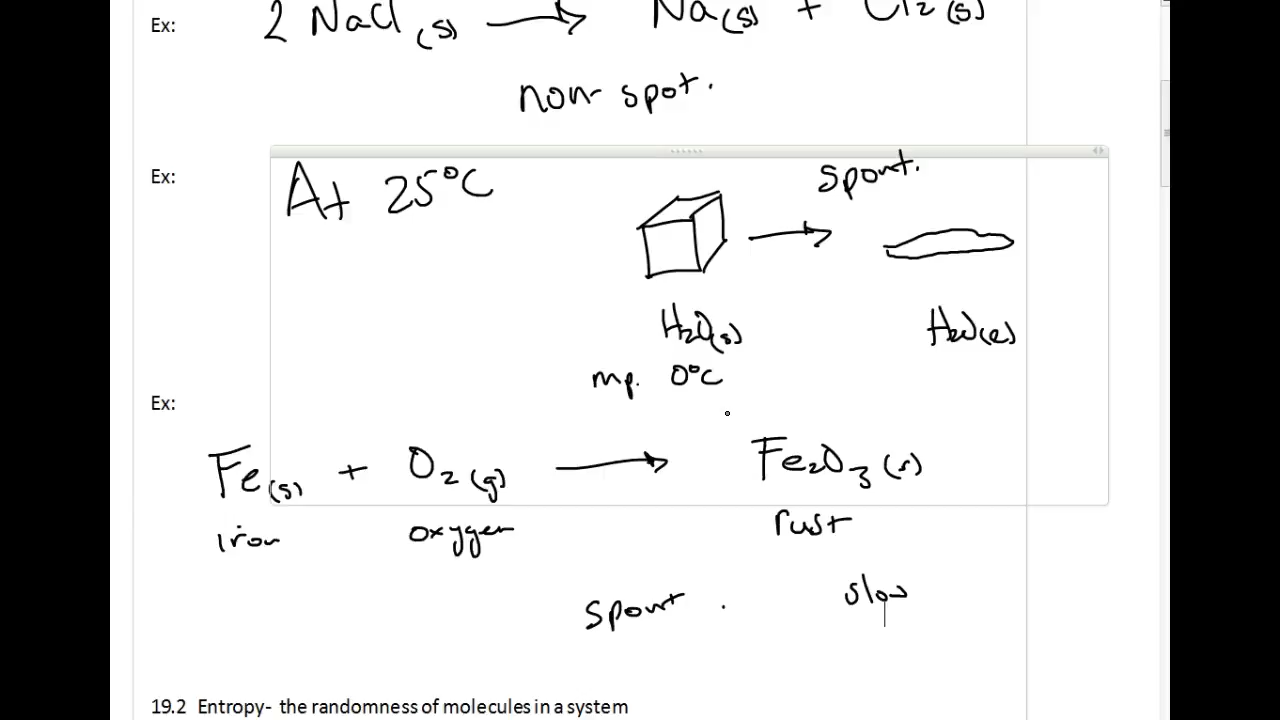 Ex: 2 NaCl (s) → Na (s) + Cl2 (s)
non-spot.
Ex: At 25°C spont.
H2O(s) H2O(l)
mp. 0°C
Ex:
Fe(s) + O2 (g) → Fe2O3 (s)
iron oxygen rust
spont. slow
19.2 Entropy- the randomness of molecules in a system